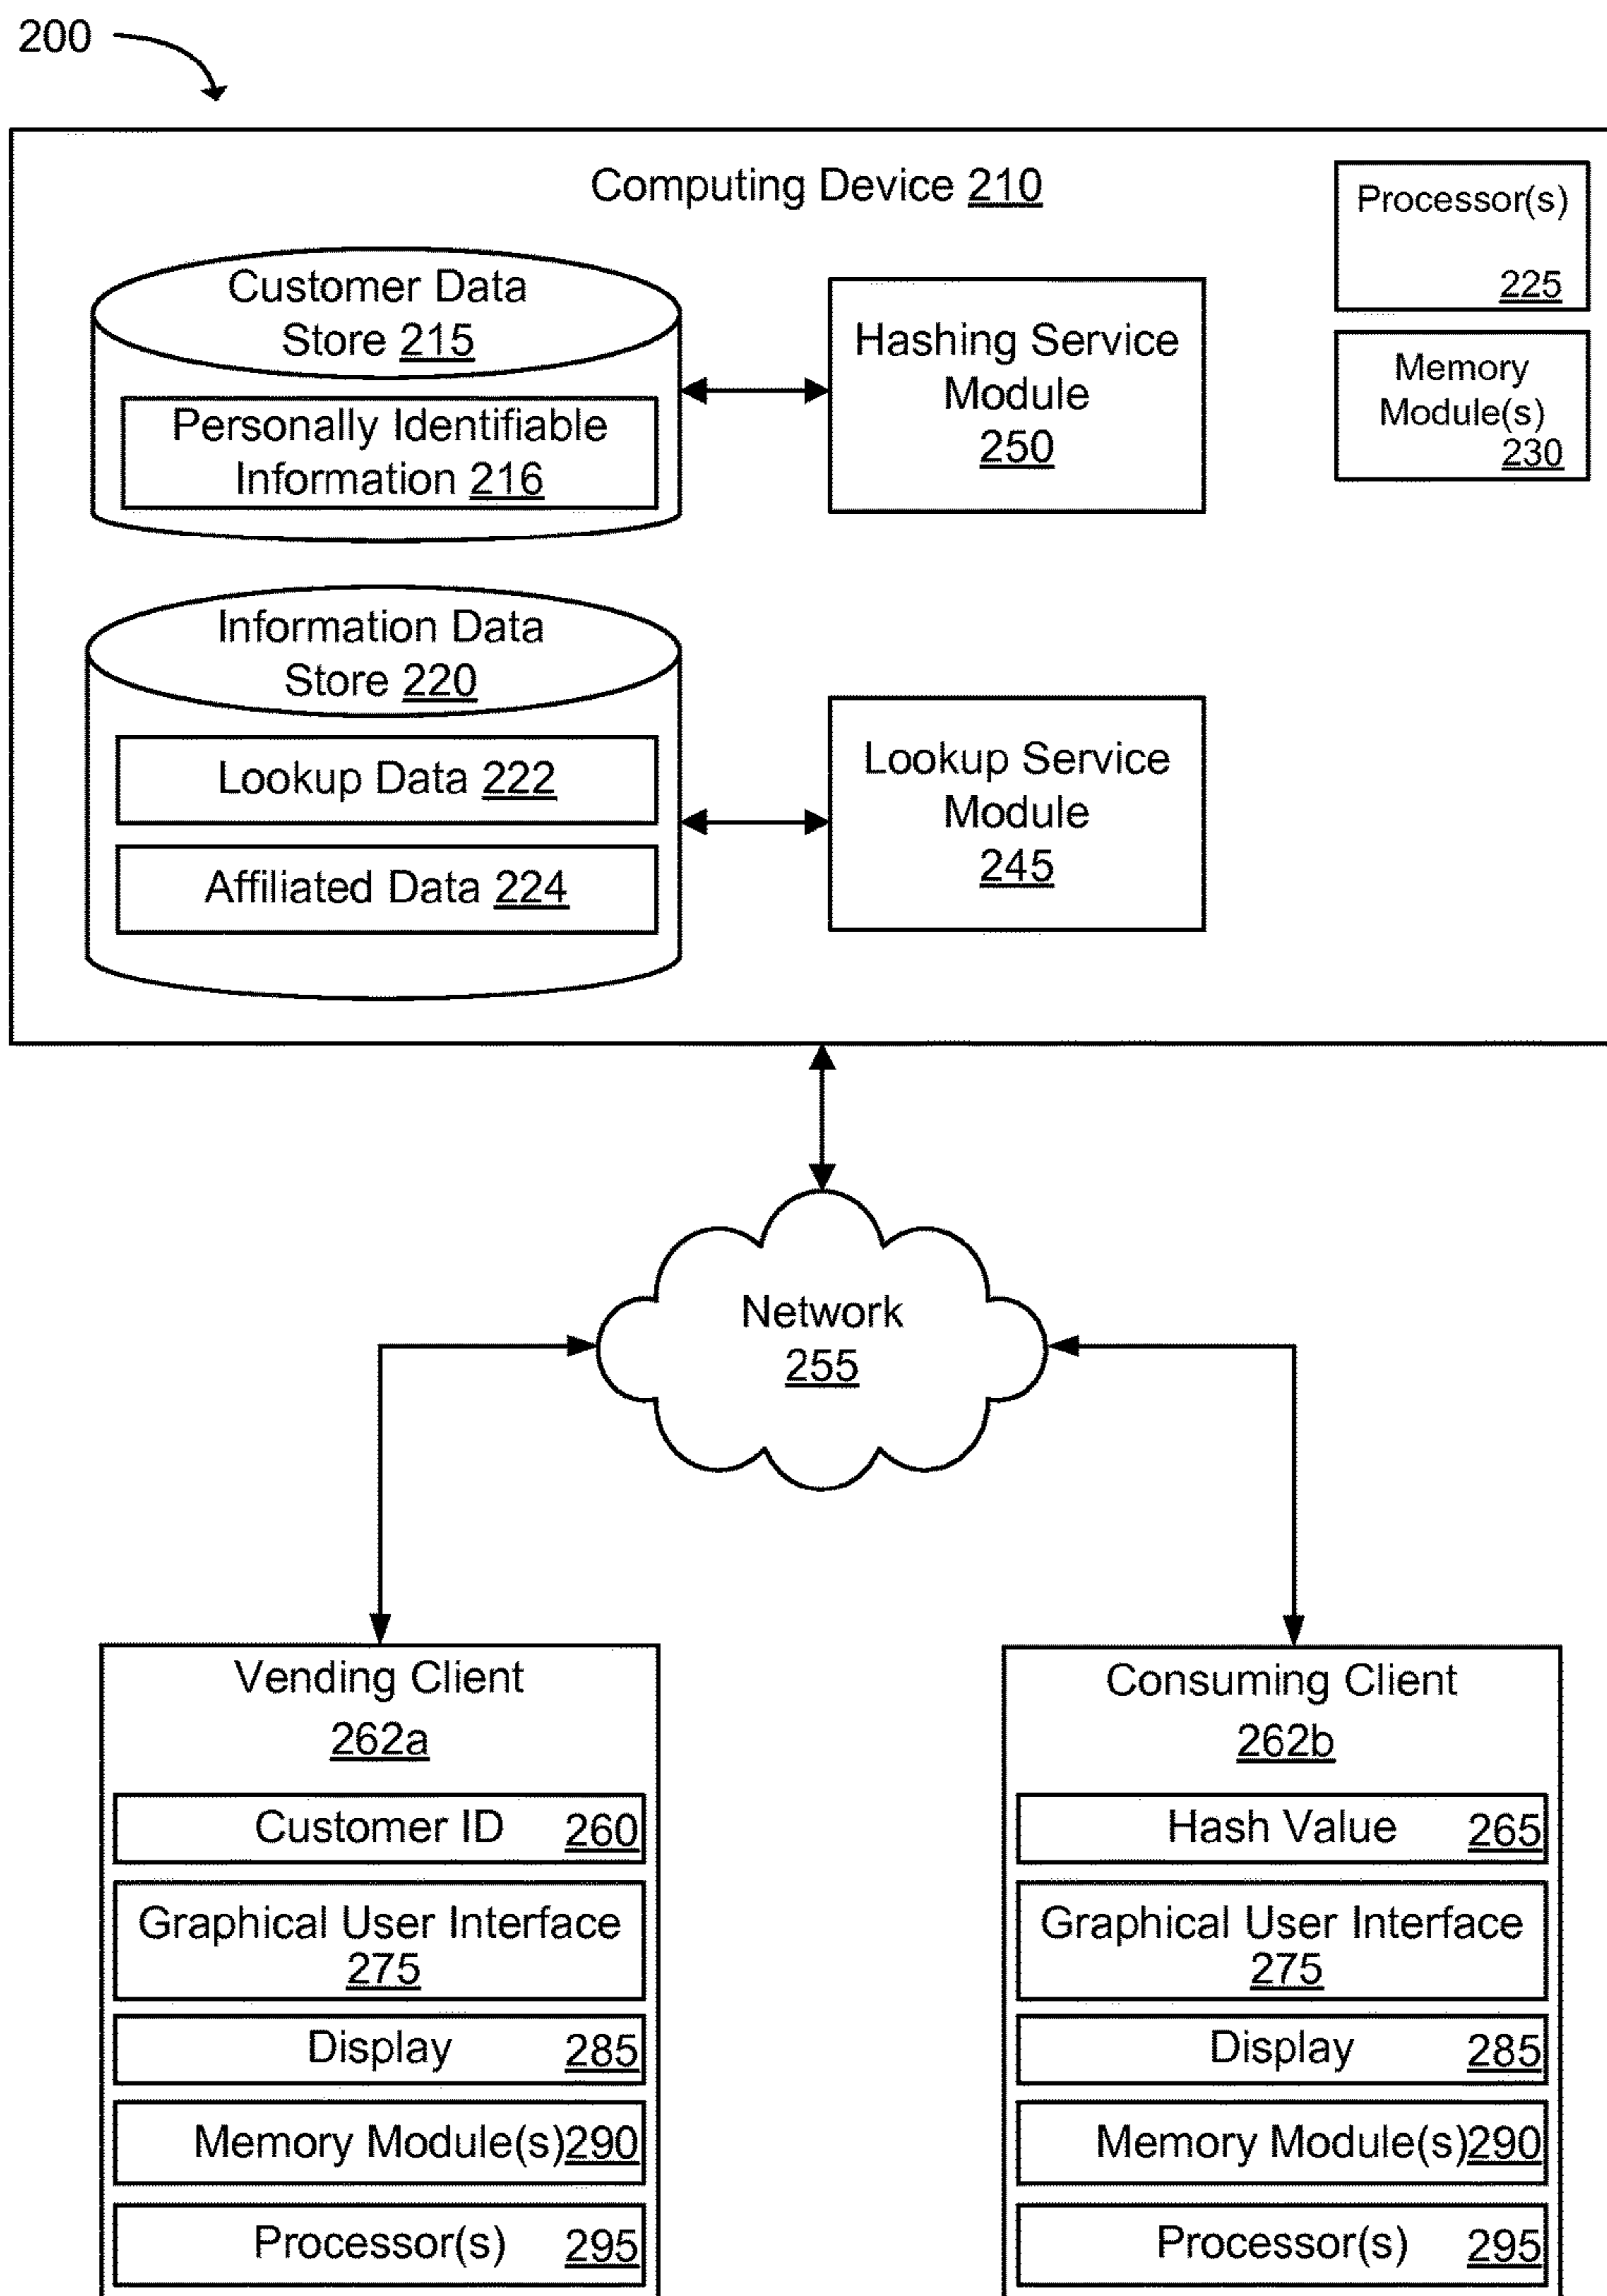 200
Computing Device 210
Processor(s)
225
Memory
Module(s)
230
Customer Data
Store 215
Personally Identifiable
Information 216
Hashing Service
Module
250
Information Data
Store 220
Lookup Data 222
Affiliated Data 224
Lookup Service
Module
245
Network
255
Vending Client
262a
Customer ID 260
Graphical User Interface
275
Display 285
Memory Module(s) 290
Processor(s) 295
Consuming Client
262b
Hash Value 265
Graphical User Interface
275
Display 285
Memory Module(s) 290
Processor(s) 295